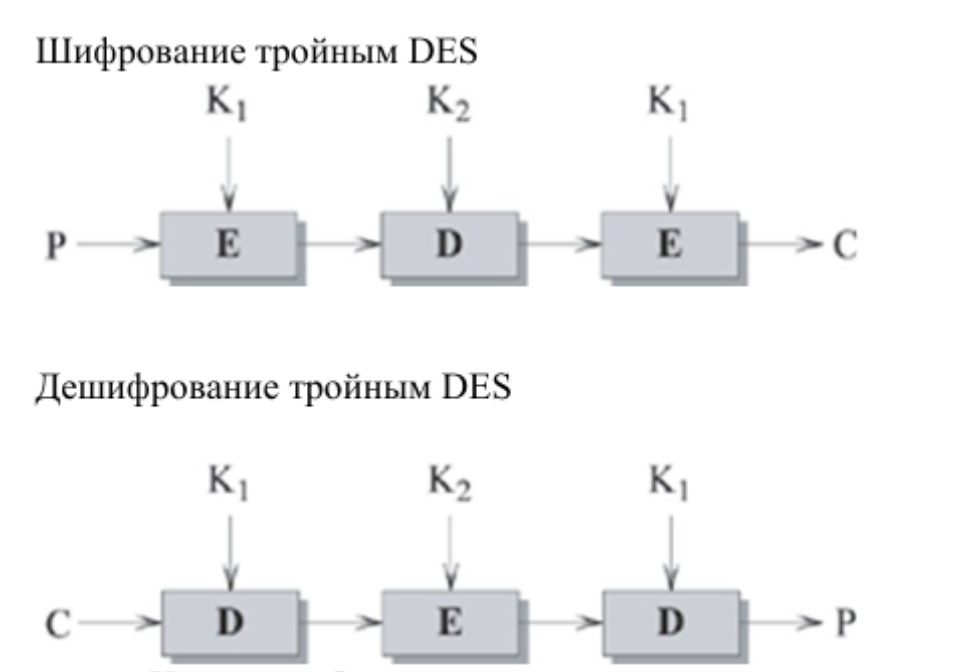 Шифрование тройным DES
K₁ K₂ K₁
P E D E C
Дешифрование тройным DES
K₁ K₂ K₁
C D E D P